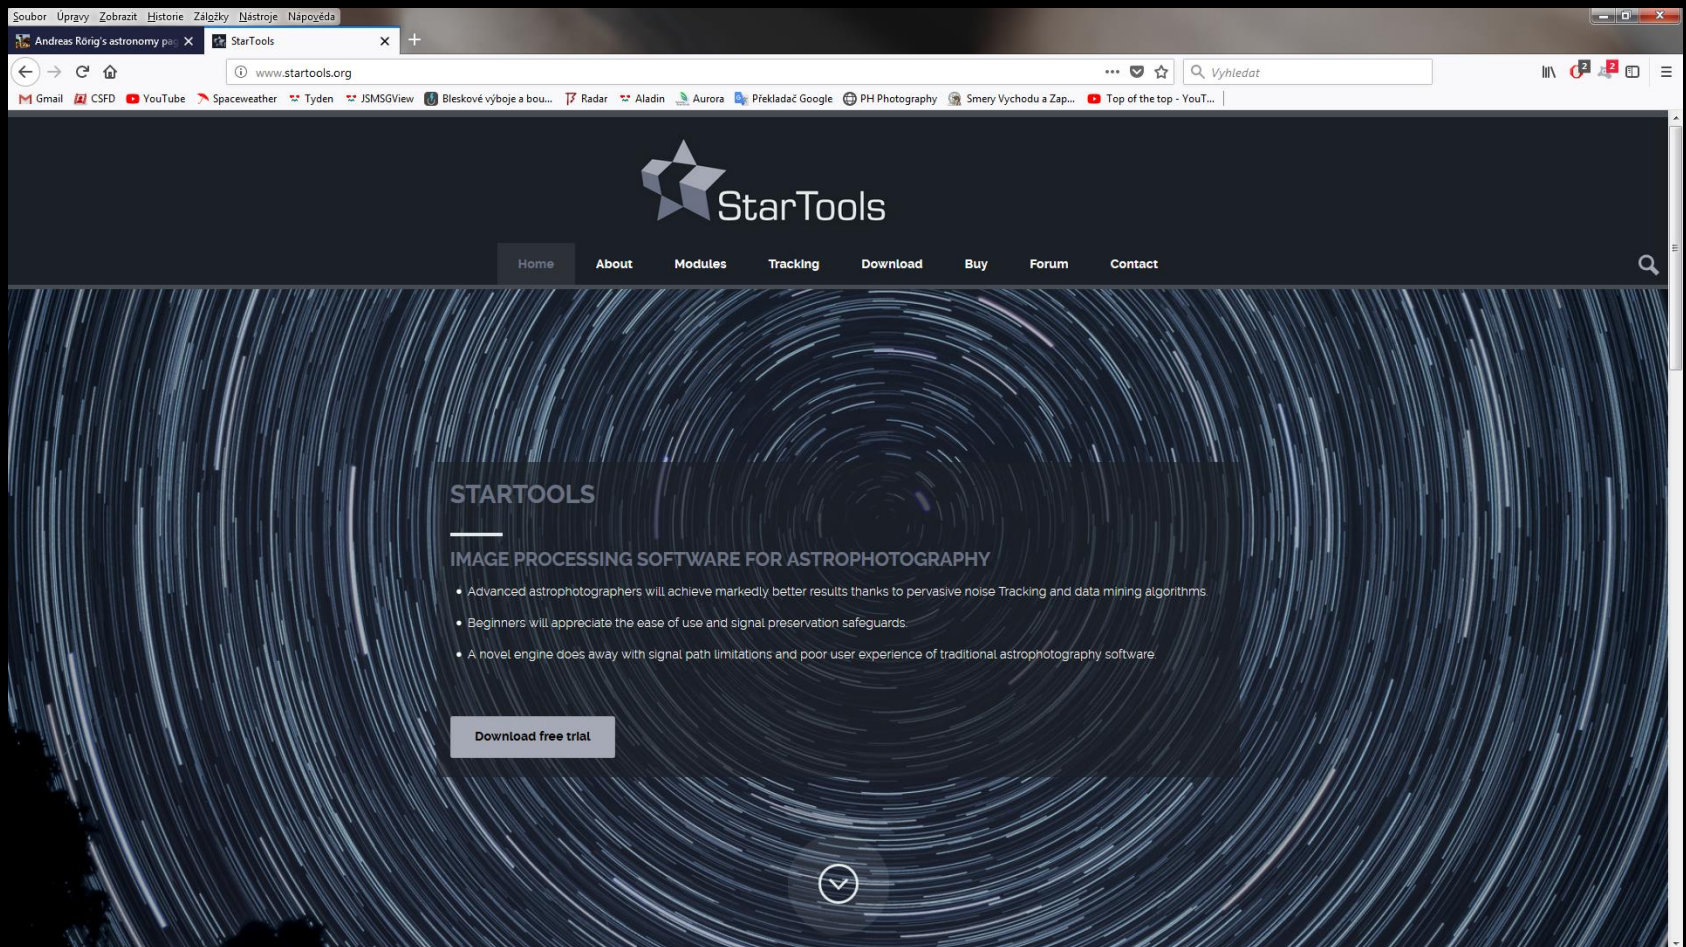 Soubor Úpravy Zobrazit Historie Záložky Nástroje Nápověda
Andreas Rörig's astronomy pag
StarTools
www.startools.org
Vyhledat
2
2
Gmail CSFD YouTube Spaceweather Tyden JSMSGView Bleskové výboje a bou... Radar Aladin Aurora Překladač Google PH Photography Smery Vychodu a Zap... Top of the top - YouT...
StarTools
Home About Modules Tracking Download Buy Forum Contact
STARTOOLS
IMAGE PROCESSING SOFTWARE FOR ASTROPHOTOGRAPHY
• Advanced astrophotographers will achieve markedly better results thanks to pervasive noise Tracking and data mining algorithms.
• Beginners will appreciate the ease of use and signal preservation safeguards.
• A novel engine does away with signal path limitations and poor user experience of traditional astrophotography software.
Download free trial